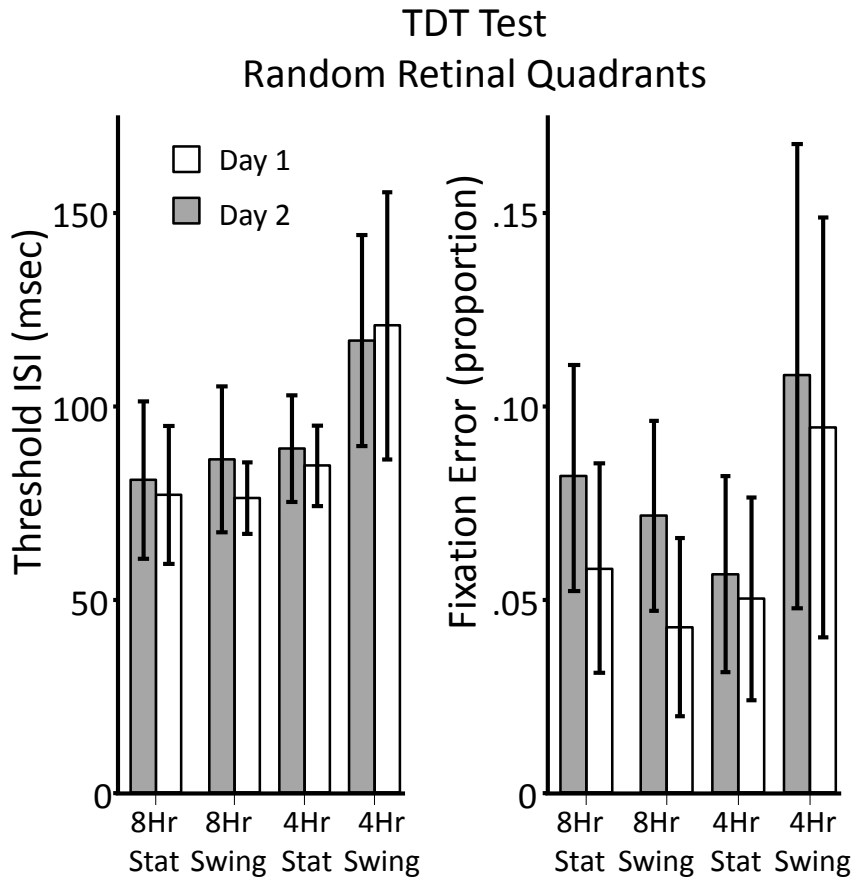 TDT Test
Random Retinal Quadrants
Day 1
Day 2
Threshold ISI (msec)
150
100
50
0
8Hr
Stat
8Hr
Swing
4Hr
Stat
4Hr
Swing
Fixation Error (proportion)
.15
.10
.05
0
8Hr
Stat
8Hr
Swing
4Hr
Stat
4Hr
Swing